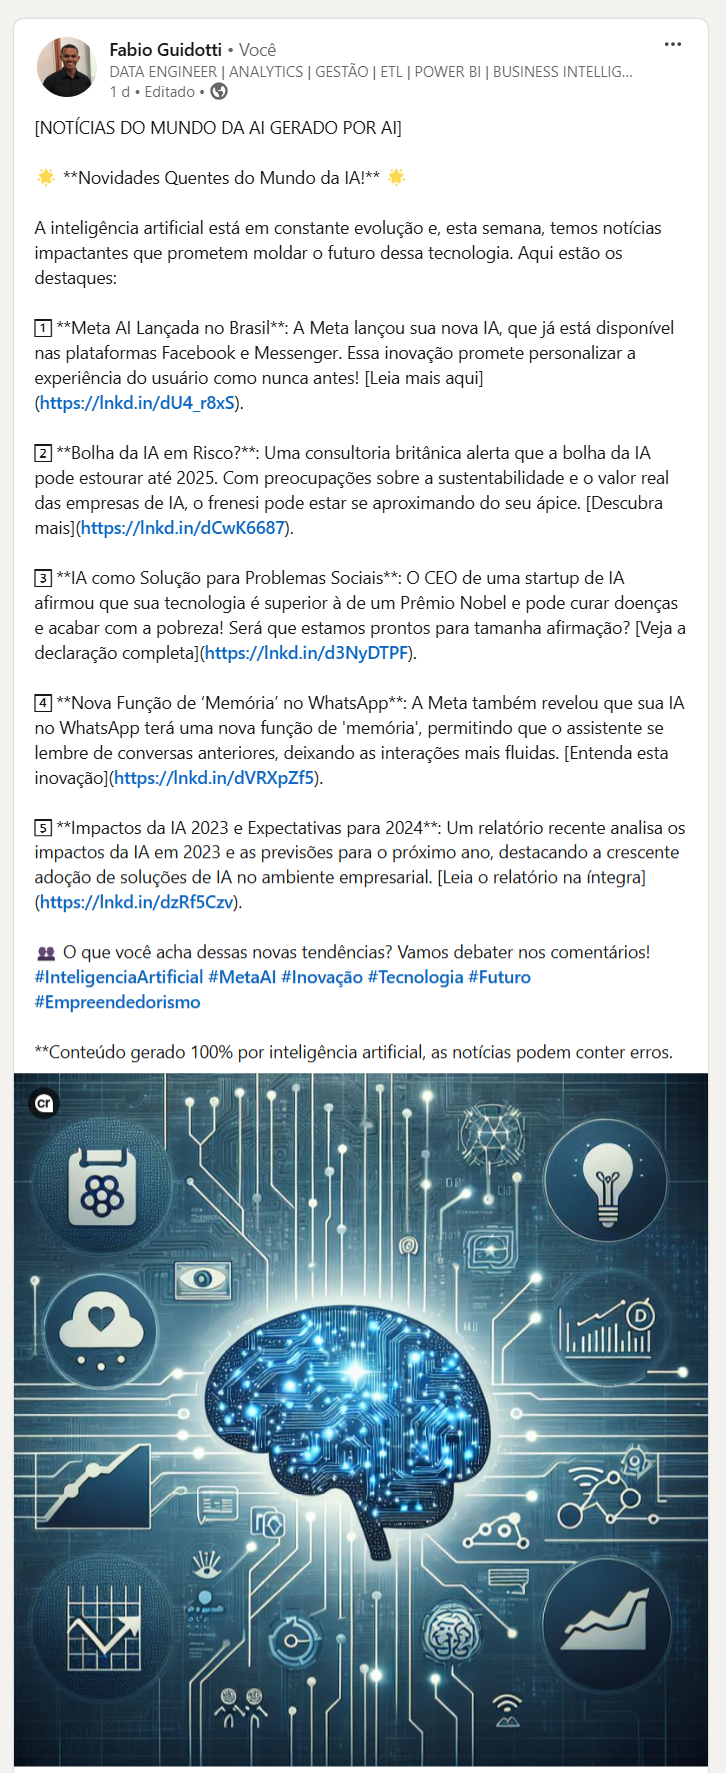 Fabio Guidotti • Você
DATA ENGINEER | ANALYTICS | GESTÃO | ETL | POWER BI | BUSINESS INTELLIG...
1 d • Editado •
[NOTÍCIAS DO MUNDO DA AI GERADO POR AI]
🌟 **Novidades Quentes do Mundo da IA!** 🌟
A inteligência artificial está em constante evolução e, esta semana, temos notícias
impactantes que prometem moldar o futuro dessa tecnologia. Aqui estão os
destaques:
1️⃣ **Meta AI Lançada no Brasil**: A Meta lançou sua nova IA, que já está disponível
nas plataformas Facebook e Messenger. Essa inovação promete personalizar a
experiência do usuário como nunca antes! [Leia mais aqui]
(https://lnkd.in/dU4_r8xS).
2️⃣ **Bolha da IA em Risco?**: Uma consultoria britânica alerta que a bolha da IA
pode estourar até 2025. Com preocupações sobre a sustentabilidade e o valor real
das empresas de IA, o frenesi pode estar se aproximando do seu ápice. [Descubra
mais](https://lnkd.in/dCwK6687).
3️⃣ **IA como Solução para Problemas Sociais**: O CEO de uma startup de IA
afirmou que sua tecnologia é superior à de um Prêmio Nobel e pode curar doenças
e acabar com a pobreza! Será que estamos prontos para tamanha afirmação? [Veja a
declaração completa](https://lnkd.in/d3NyDTPF).
4️⃣ **Nova Função de ‘Memória’ no WhatsApp**: A Meta também revelou que sua IA
no WhatsApp terá uma nova função de 'memória', permitindo que o assistente se
lembre de conversas anteriores, deixando as interações mais fluidas. [Entenda esta
inovação](https://lnkd.in/dVRXpZf5).
5️⃣ **Impactos da IA 2023 e Expectativas para 2024**: Um relatório recente analisa os
impactos da IA em 2023 e as previsões para o próximo ano, destacando a crescente
adoção de soluções de IA no ambiente empresarial. [Leia o relatório na íntegra]
(https://lnkd.in/dzRf5Czv).
👥 O que você acha dessas novas tendências? Vamos debater nos comentários!
#InteligenciaArtificial #MetaAI #Inovação #Tecnologia #Futuro
#Empreendedorismo
**Conteúdo gerado 100% por inteligência artificial, as notícias podem conter erros.
cr
D